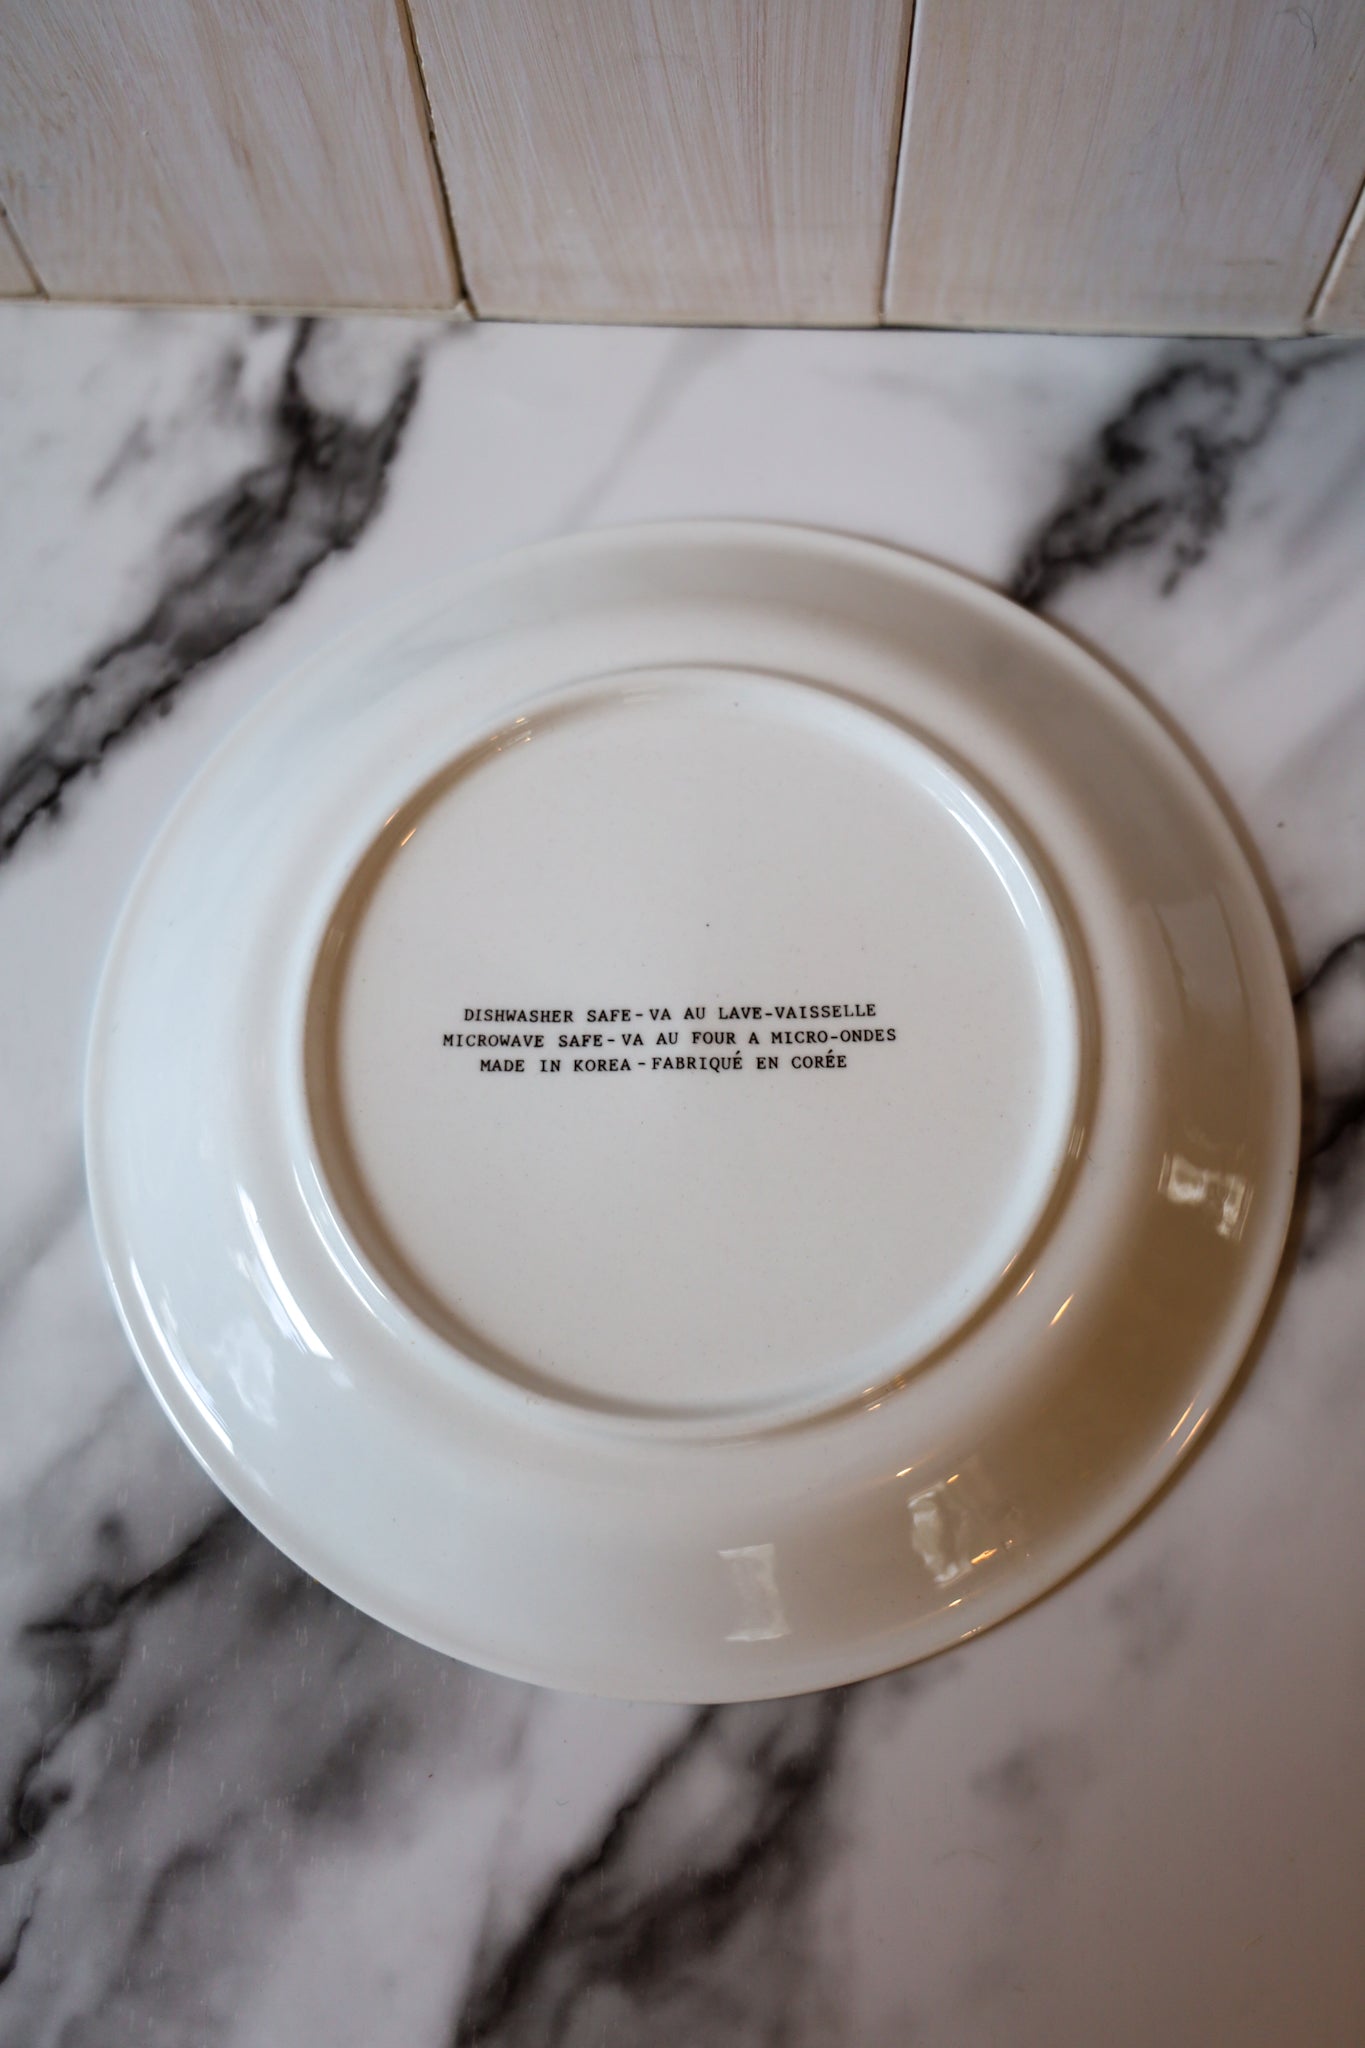 DISHWASHER SAFE-VA AU LAVE-VAISSELLE
MICROWAVE SAFE-VA AU FOUR A MICRO-ONDES
MADE IN KOREA-FABRIQUÉ EN CORÉE